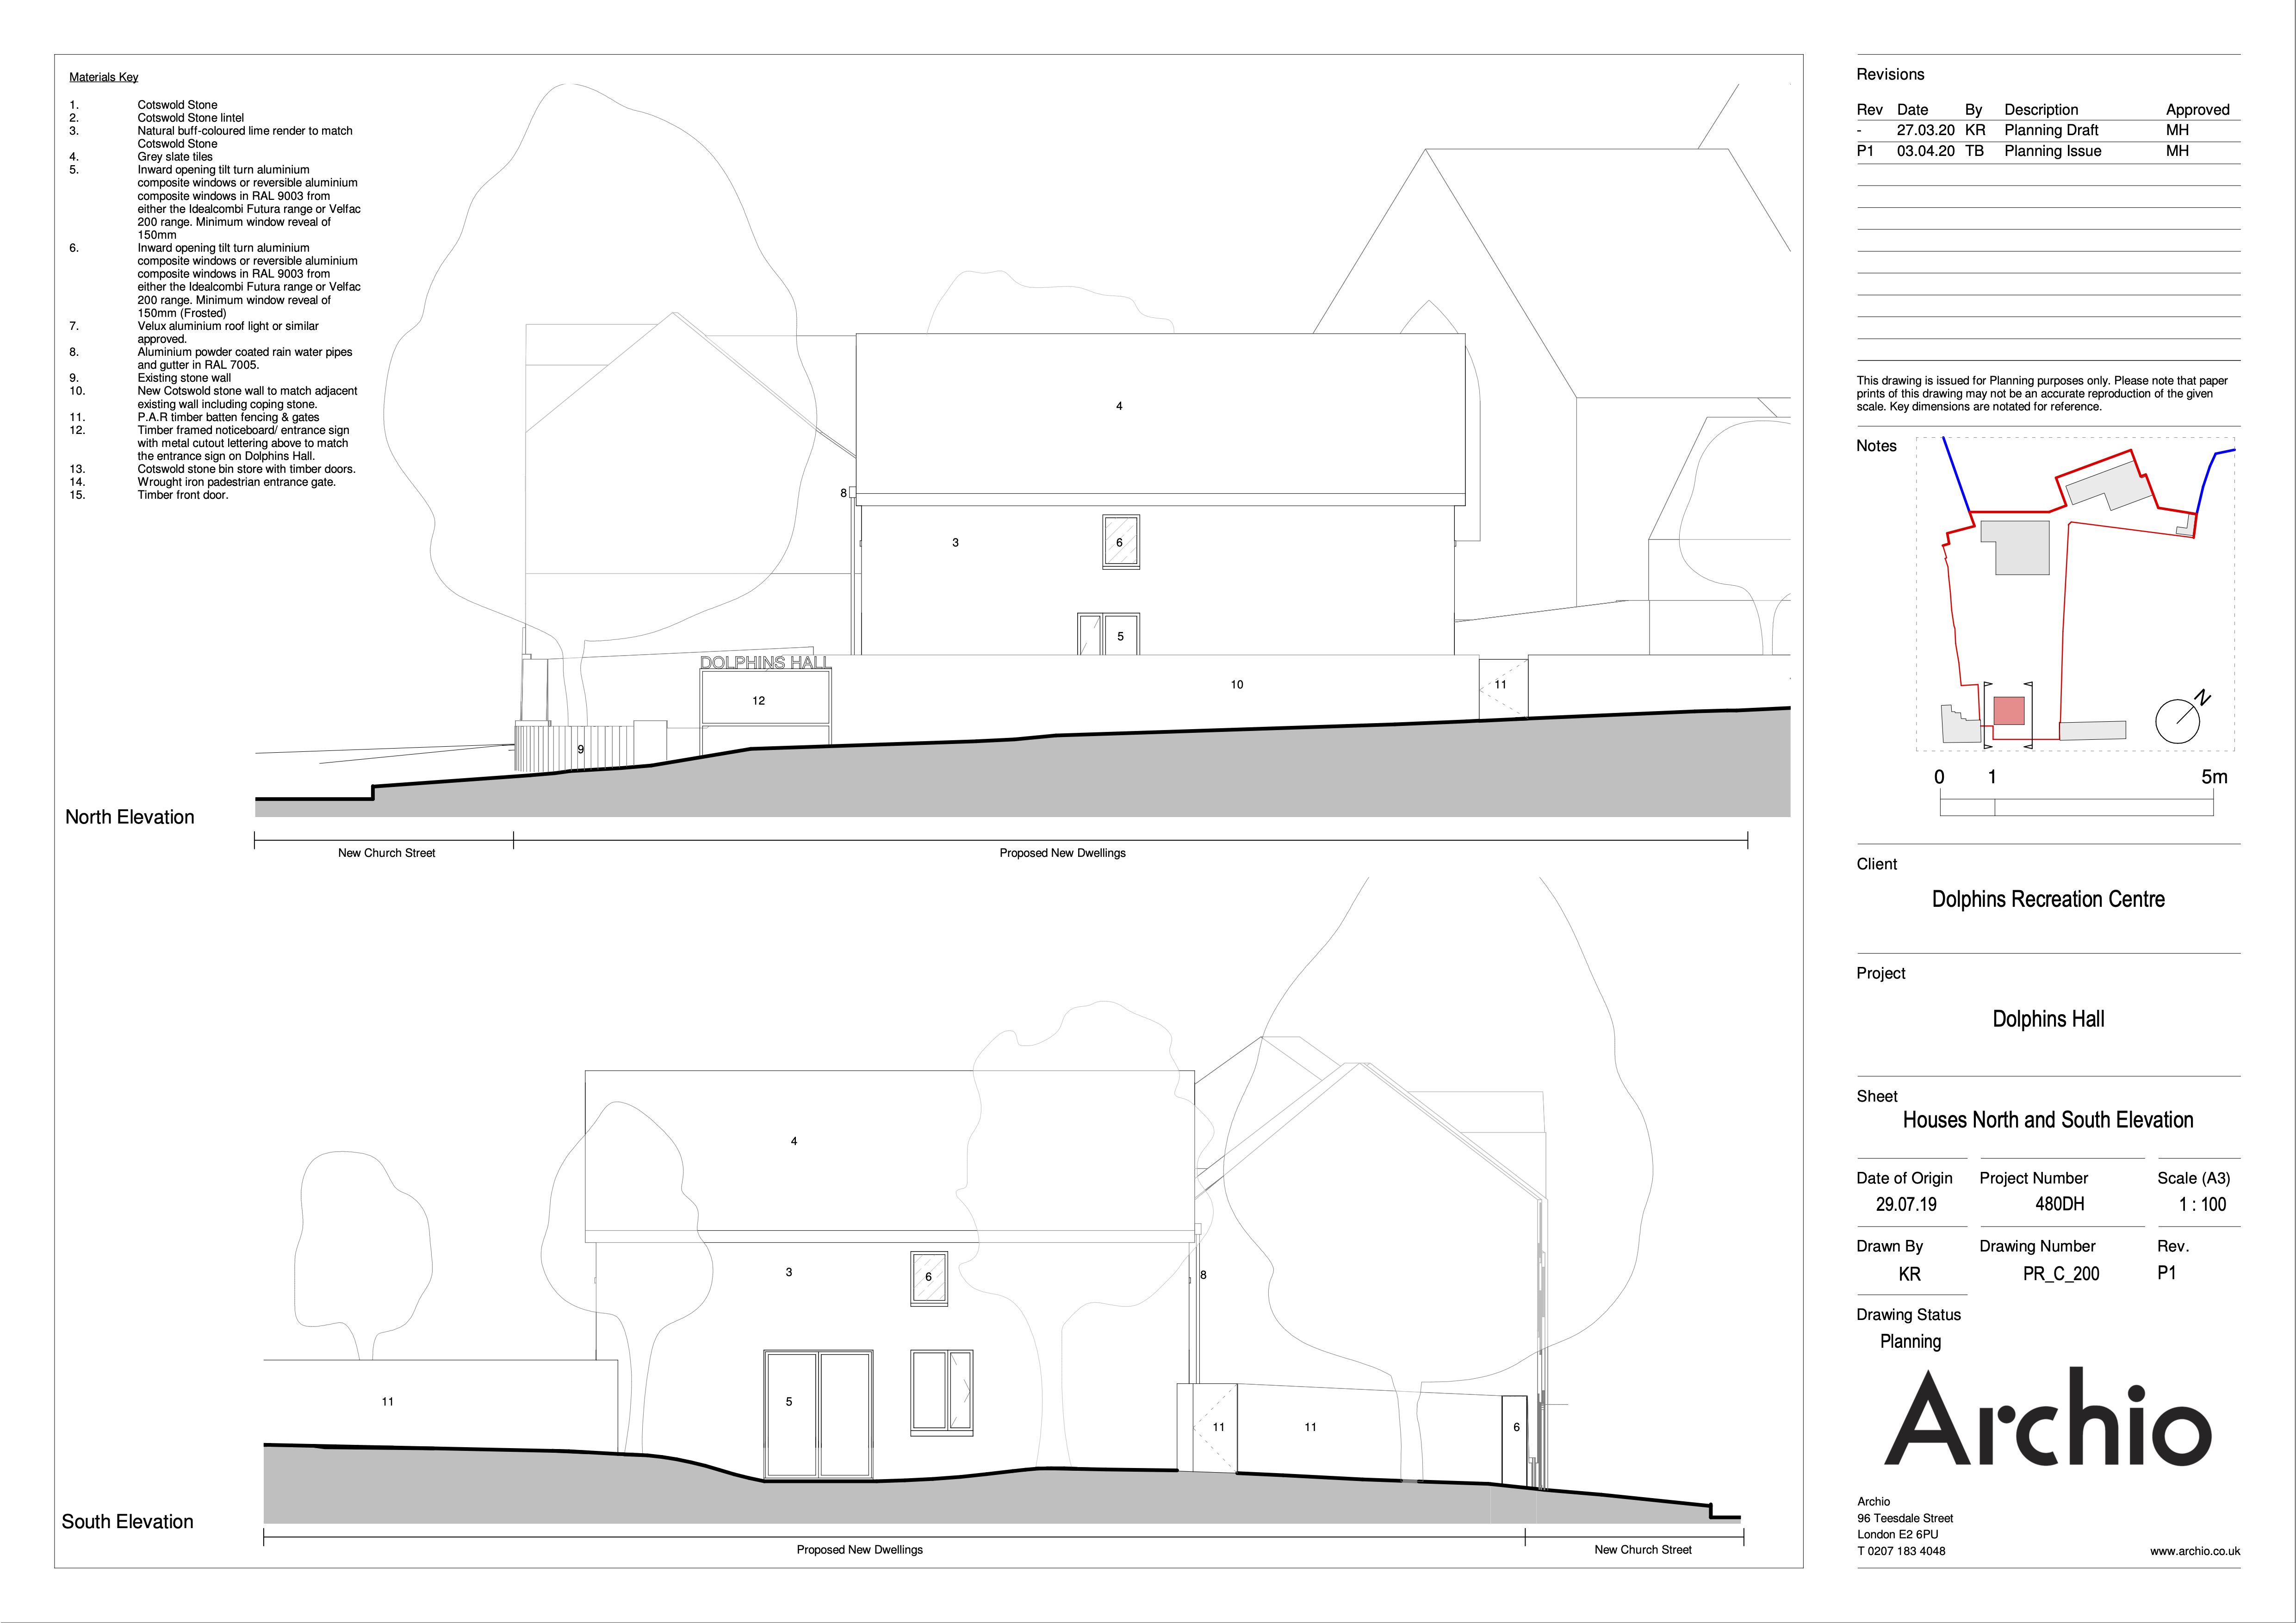 Materials Key
1. Cotswold Stone
2. Cotswold Stone lintel
3. Natural buff-coloured lime render to match
Cotswold Stone
4. Grey slate tiles
5. Inward opening tilt turn aluminium
composite windows or reversible aluminium
composite windows in RAL 9003 from
either the Idealcombi Futura range or Velfac
200 range. Minimum window reveal of
150mm
6. Inward opening tilt turn aluminium
composite windows or reversible aluminium
composite windows in RAL 9003 from
either the Idealcombi Futura range or Velfac
200 range. Minimum window reveal of
150mm (Frosted)
7. Velux aluminium roof light or similar
approved.
8. Aluminium powder coated rain water pipes
and gutter in RAL 7005.
9. Existing stone wall
10. New Cotswold stone wall to match adjacent
existing wall including coping stone.
11. P.A.R timber batten fencing & gates
12. Timber framed noticeboard/ entrance sign
with metal cutout lettering above to match
the entrance sign on Dolphins Hall.
13. Cotswold stone bin store with timber doors.
14. Wrought iron padestrian entrance gate.
15. Timber front door.
4
8
3
6
5
DOLPHINS HALL
12
10
11
9
North Elevation
New Church Street
Proposed New Dwellings
4
3
6
8
5
11
11
11
6
South Elevation
Proposed New Dwellings
New Church Street
Revisions
Rev Date By Description Approved
- 27.03.20 KR Planning Draft MH
P1 03.04.20 TB Planning Issue MH
This drawing is issued for Planning purposes only. Please note that paper
prints of this drawing may not be an accurate reproduction of the given
scale. Key dimensions are notated for reference.
Notes
N
0 1 5m
Client
Dolphins Recreation Centre
Project
Dolphins Hall
Sheet
Houses North and South Elevation
Date of Origin Project Number Scale (A3)
29.07.19 480DH 1 : 100
Drawn By Drawing Number Rev.
KR PR_C_200 P1
Drawing Status
Planning
Archio
Archio
96 Teesdale Street
London E2 6PU
T 0207 183 4048 www.archio.co.uk